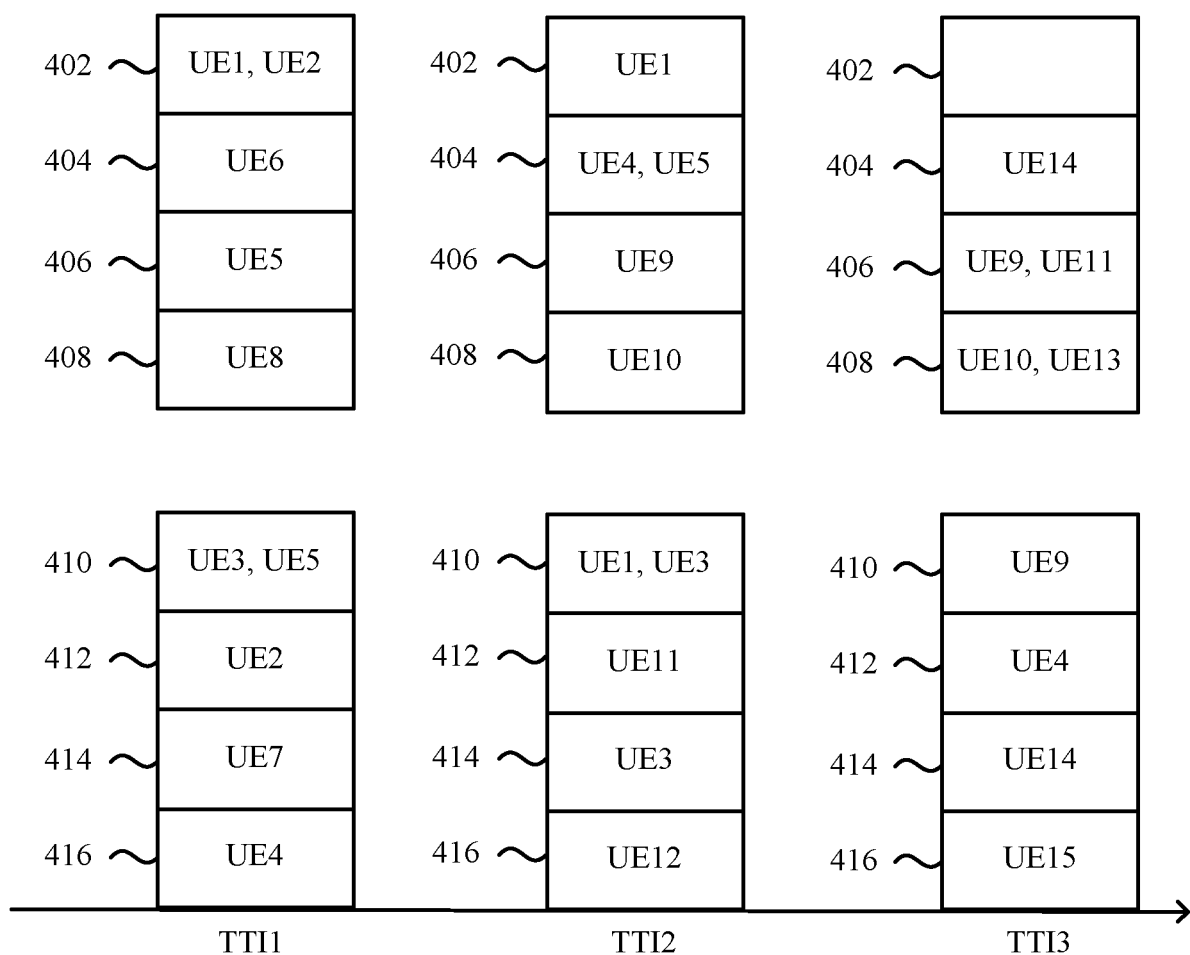 402 UE1, UE2 402 UE1 402
404 UE6 404 UE4, UE5 404 UE14
406 UE5 406 UE9 406 UE9, UE11
408 UE8 408 UE10 408 UE10, UE13
410 UE3, UE5 410 UE1, UE3 410 UE9
412 UE2 412 UE11 412 UE4
414 UE7 414 UE3 414 UE14
416 UE4 416 UE12 416 UE15
TTI1 TTI2 TTI3